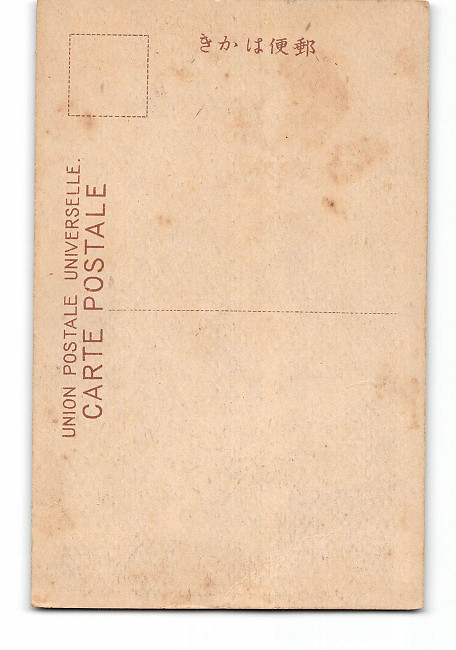 郵便はかき
UNION POSTALE UNIVERSELLE.
CARTE POSTALE